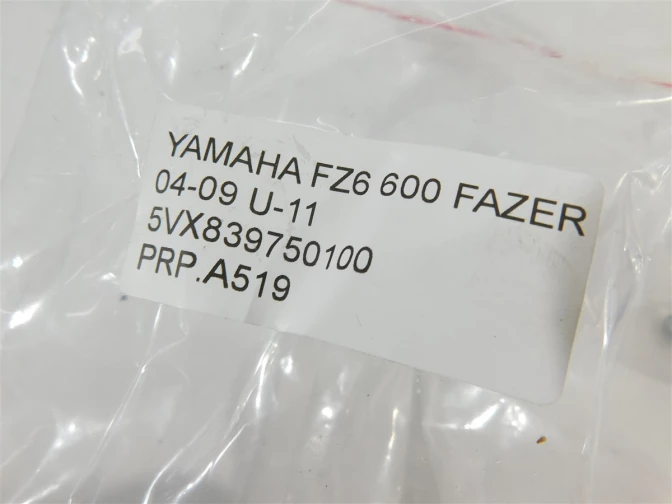 YAMAHA FZ6 600 FAZER
04-09 U-11
5VX839750100
PRP.A519